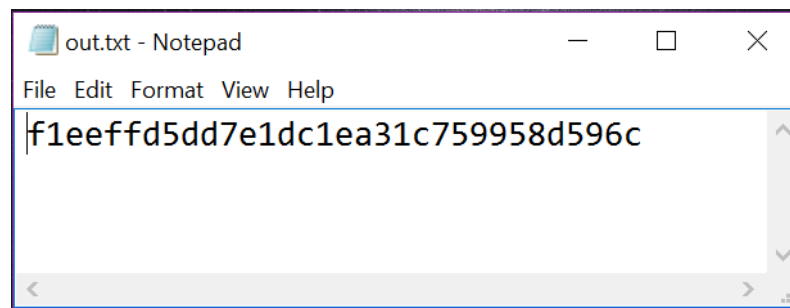 out.txt - Notepad
File Edit Format View Help
f1eeffd5dd7e1dc1ea31c759958d596c